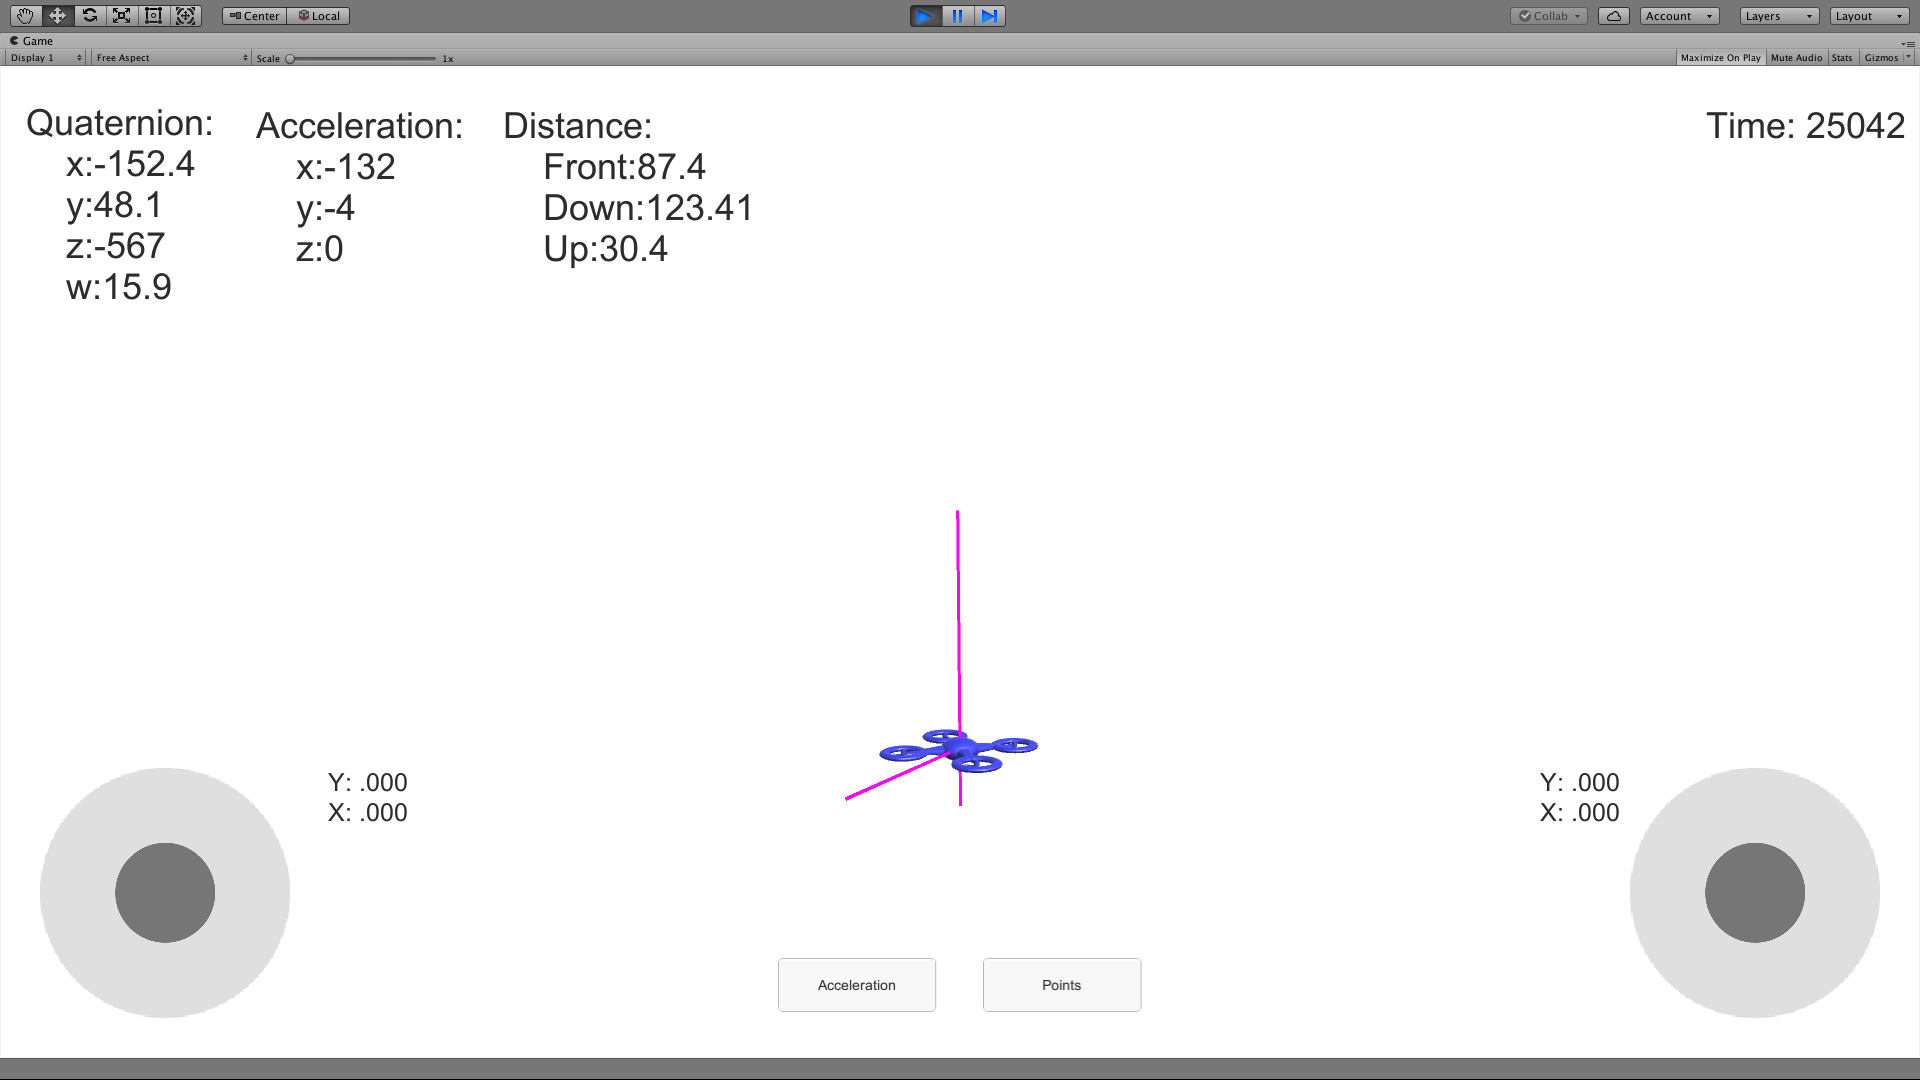 Center
Local
Collab
Account
Layers
Layout
Game
Display 1
Free Aspect
Scale
1x
Maximize On Play
Mute Audio
Stats
Gizmos
Quaternion:
x:-152.4
y:48.1
z:-567
w:15.9
Acceleration:
x:-132
y:-4
z:0
Distance:
Front:87.4
Down:123.41
Up:30.4
Time: 25042
Y: .000
X: .000
Y: .000
X: .000
Acceleration
Points